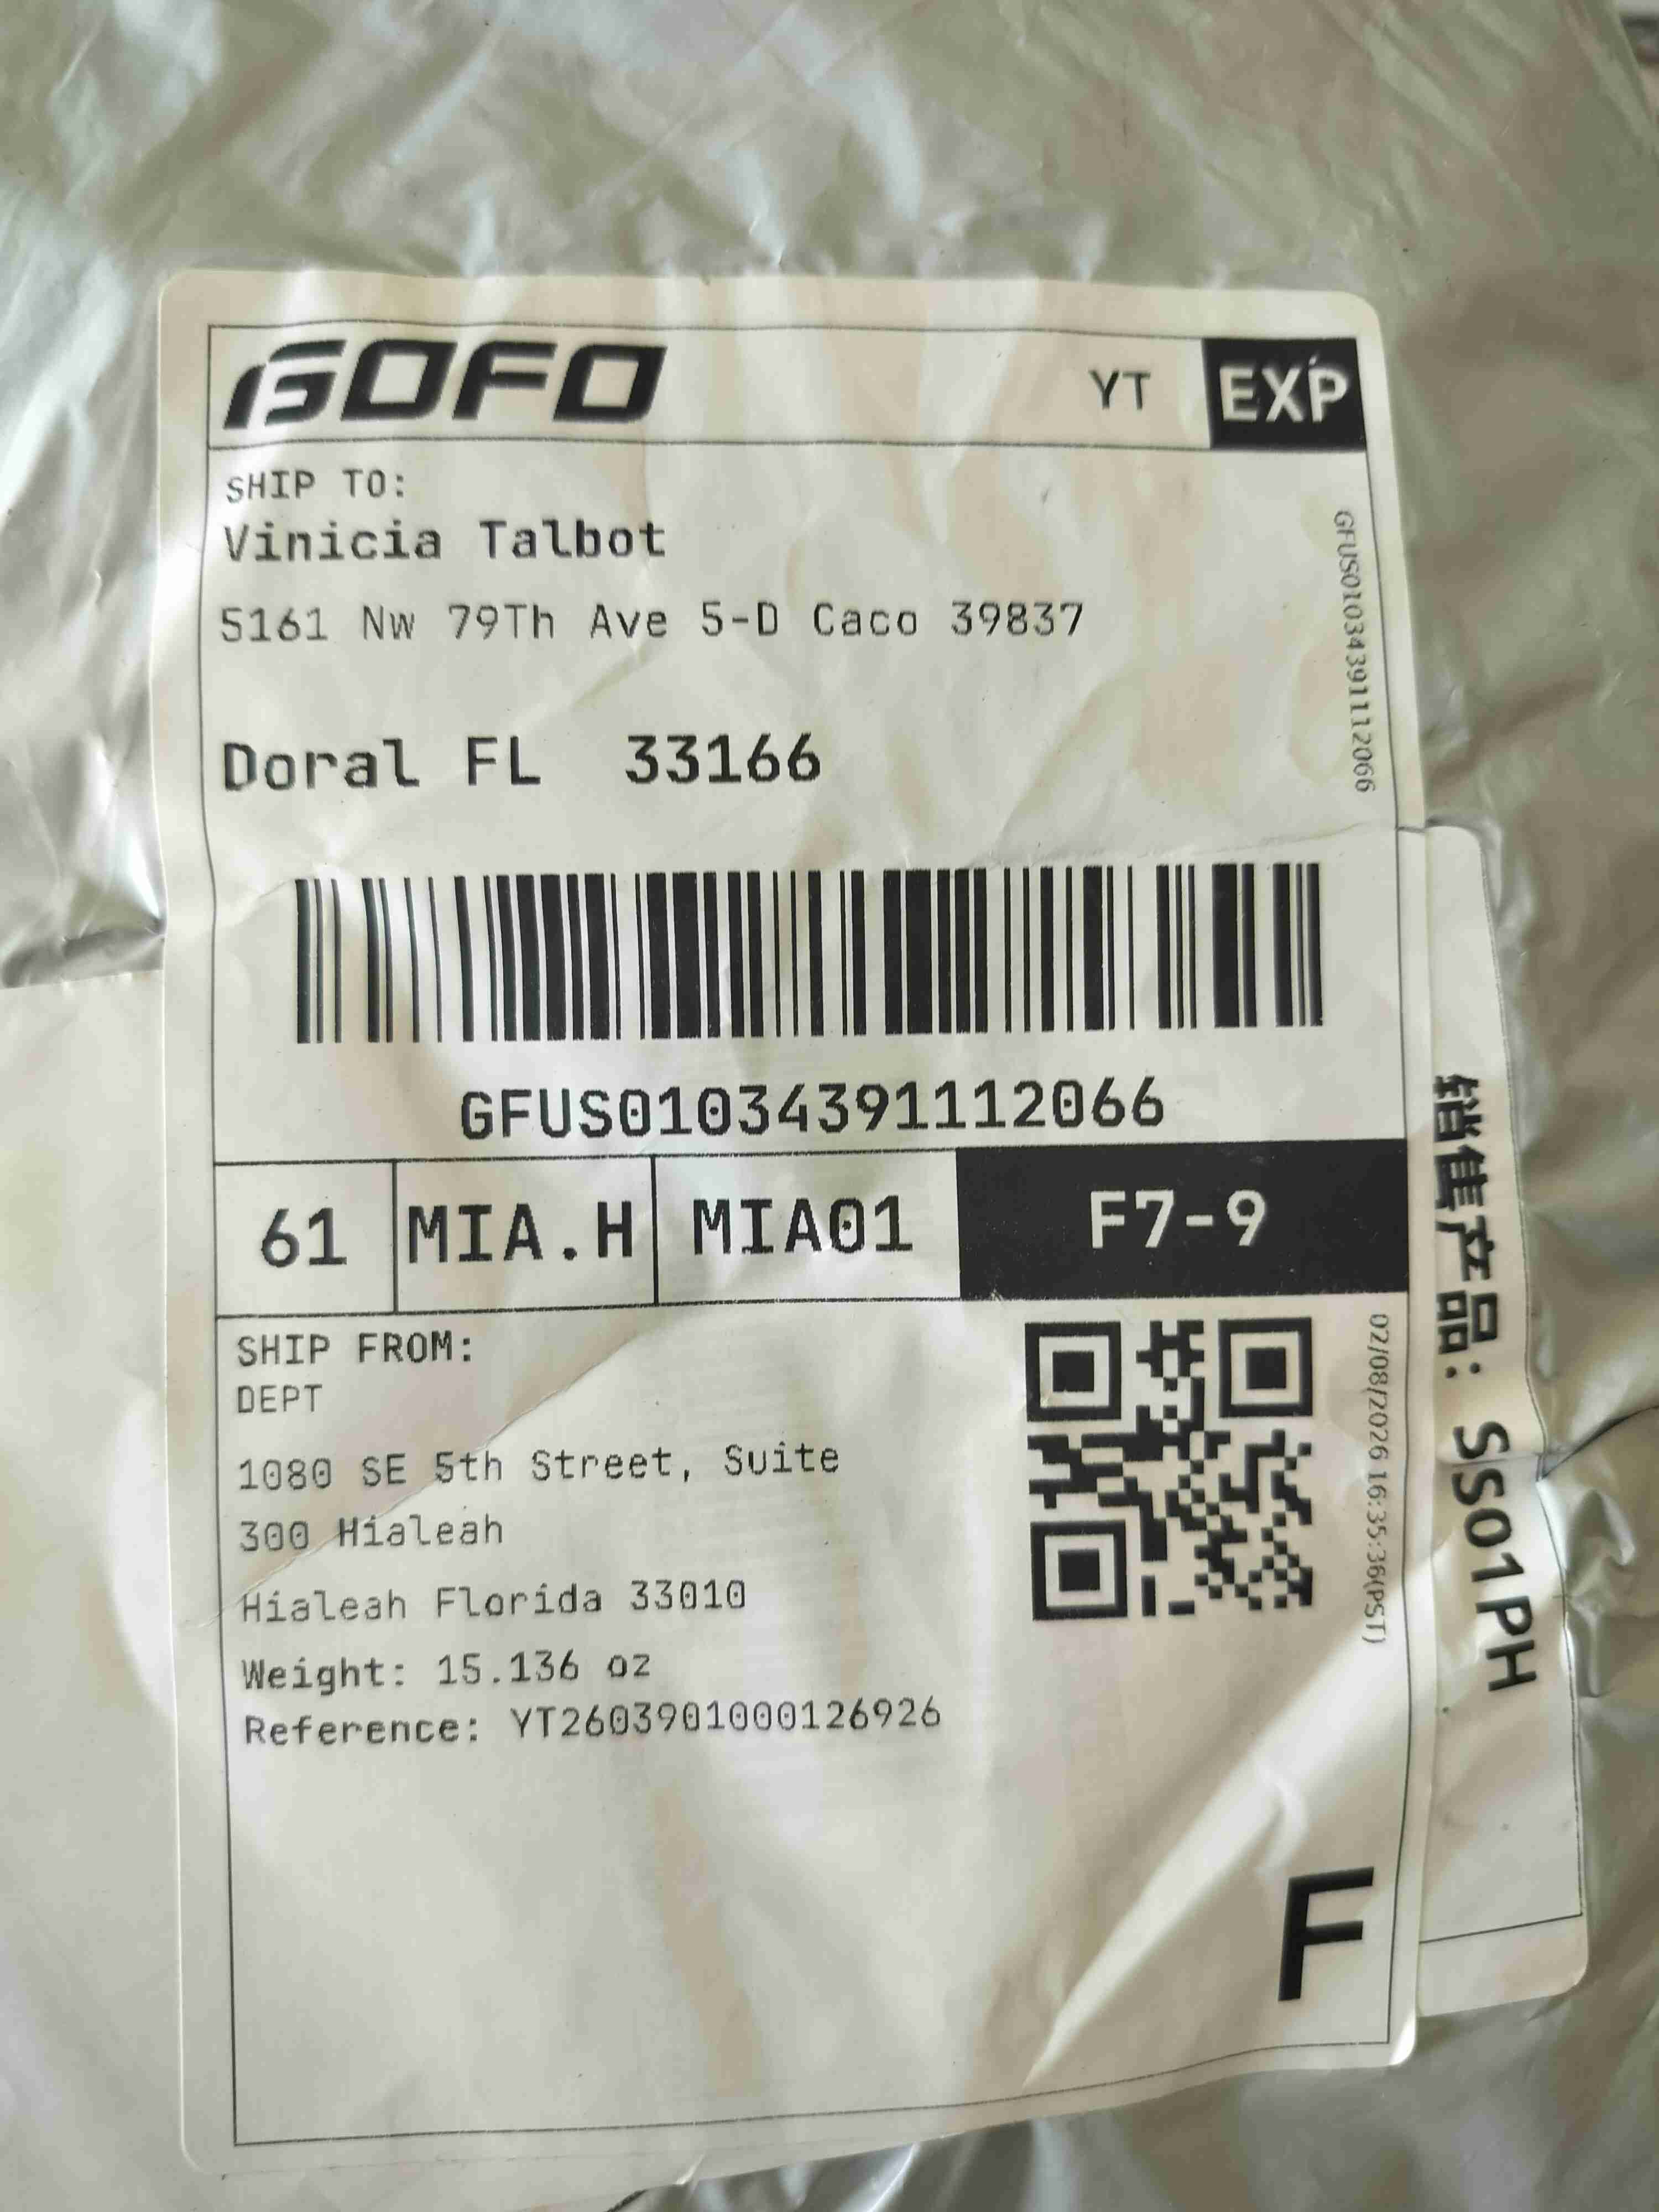 GOFO
YT
EXP
SHIP TO:
Vinicia Talbot
5161 Nw 79Th Ave 5-D Caco 39837
Doral FL 33166
GFUS01034391112066
GFUS01034391112066
61
MIA.H
MIA01
F7-9
SHIP FROM:
DEPT
1080 SE 5th Street, Suite
300 Hialeah
Hialeah Florida 33010
Weight: 15.136 oz
Reference: YT2603901000126926
02/08/2026 16:35:36(PST)
F
销售产品: SS01PH